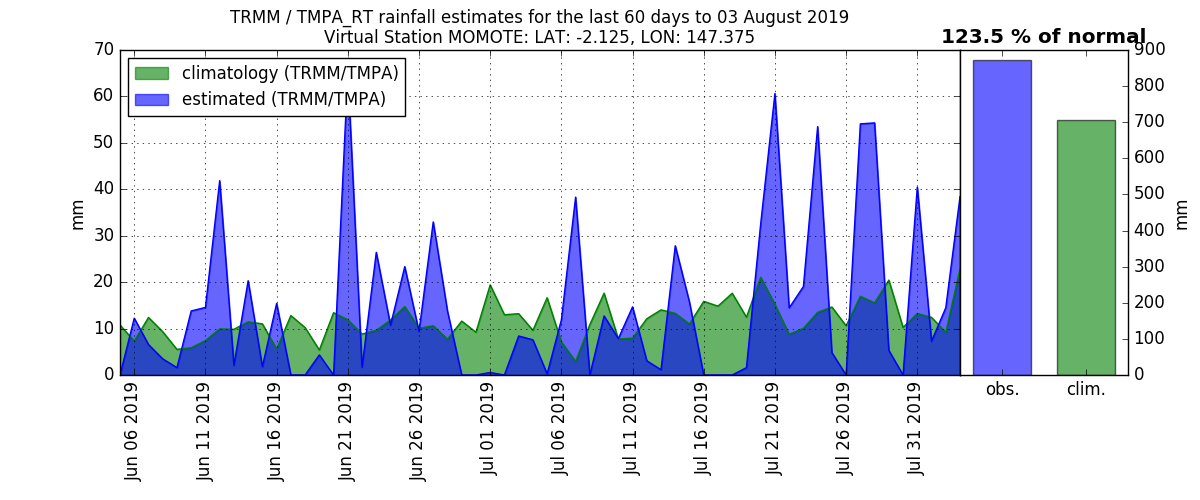 TRMM / TMPA_RT rainfall estimates for the last 60 days to 03 August 2019
Virtual Station MOMOTE: LAT: -2.125, LON: 147.375
123.5 % of normal
climatology (TRMM/TMPA)
estimated (TRMM/TMPA)
mm
70
60
50
40
30
20
10
0
Jun 06 2019
Jun 11 2019
Jun 16 2019
Jun 21 2019
Jun 26 2019
Jul 01 2019
Jul 06 2019
Jul 11 2019
Jul 16 2019
Jul 21 2019
Jul 26 2019
Jul 31 2019
900
800
700
600
500
400
300
200
100
0
mm
obs.
clim.